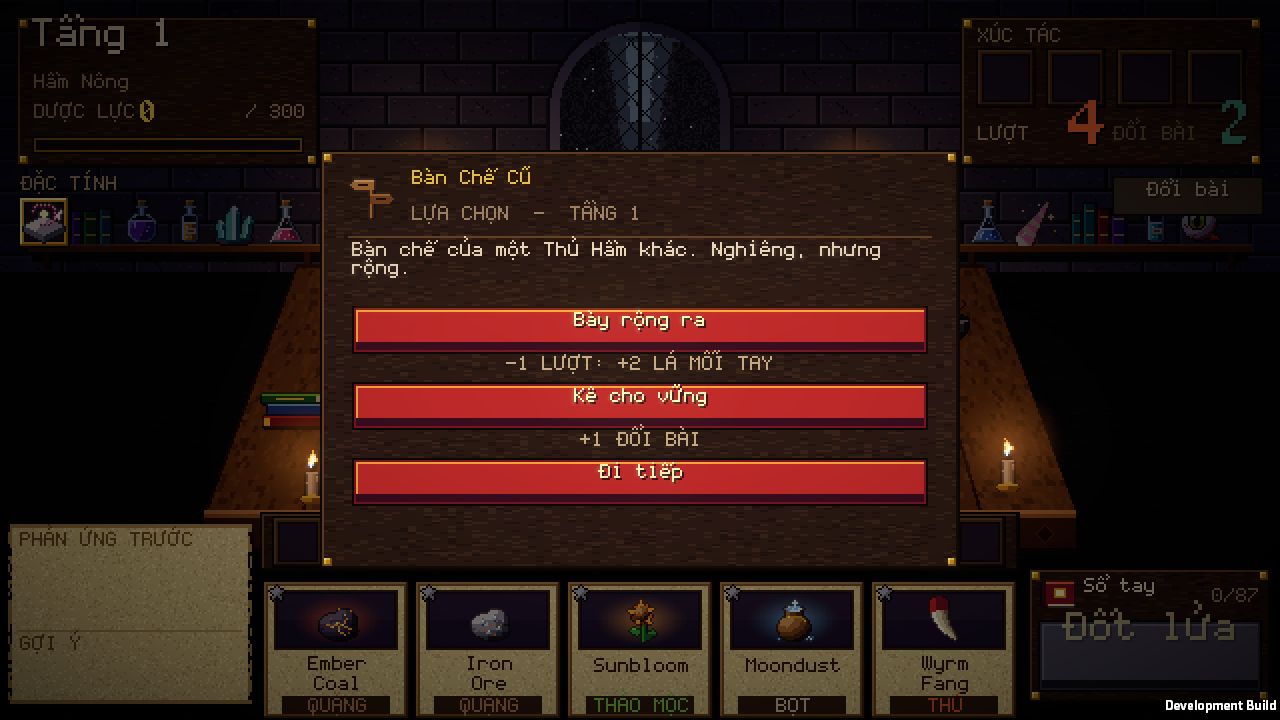 Tầng 1
Hầm Nông
DƯỢC LỰC 0 / 300
ĐẶC TÍNH
XÚC TÁC
LƯỢT 4 ĐỔI BÀI 2
Đổi bài
Bàn Chế Cũ
LỰA CHỌN – TẦNG 1
Bàn chế của một Thủ Hầm khác. Nghiêng, nhưng
rộng.
Bày rộng ra
-1 LƯỢT: +2 LÁ MỖI TAY
Kê cho vững
+1 ĐỔI BÀI
Đi tiếp
PHẢN ỨNG TRƯỚC
GỢI Ý
Ember
Coal
QUẶNG
Iron
Ore
QUẶNG
Sunbloom
THẢO MỘC
Moondust
BỘT
Wyrm
Fang
THÚ
Sổ tay
0/87
Đốt lửa
Development Build